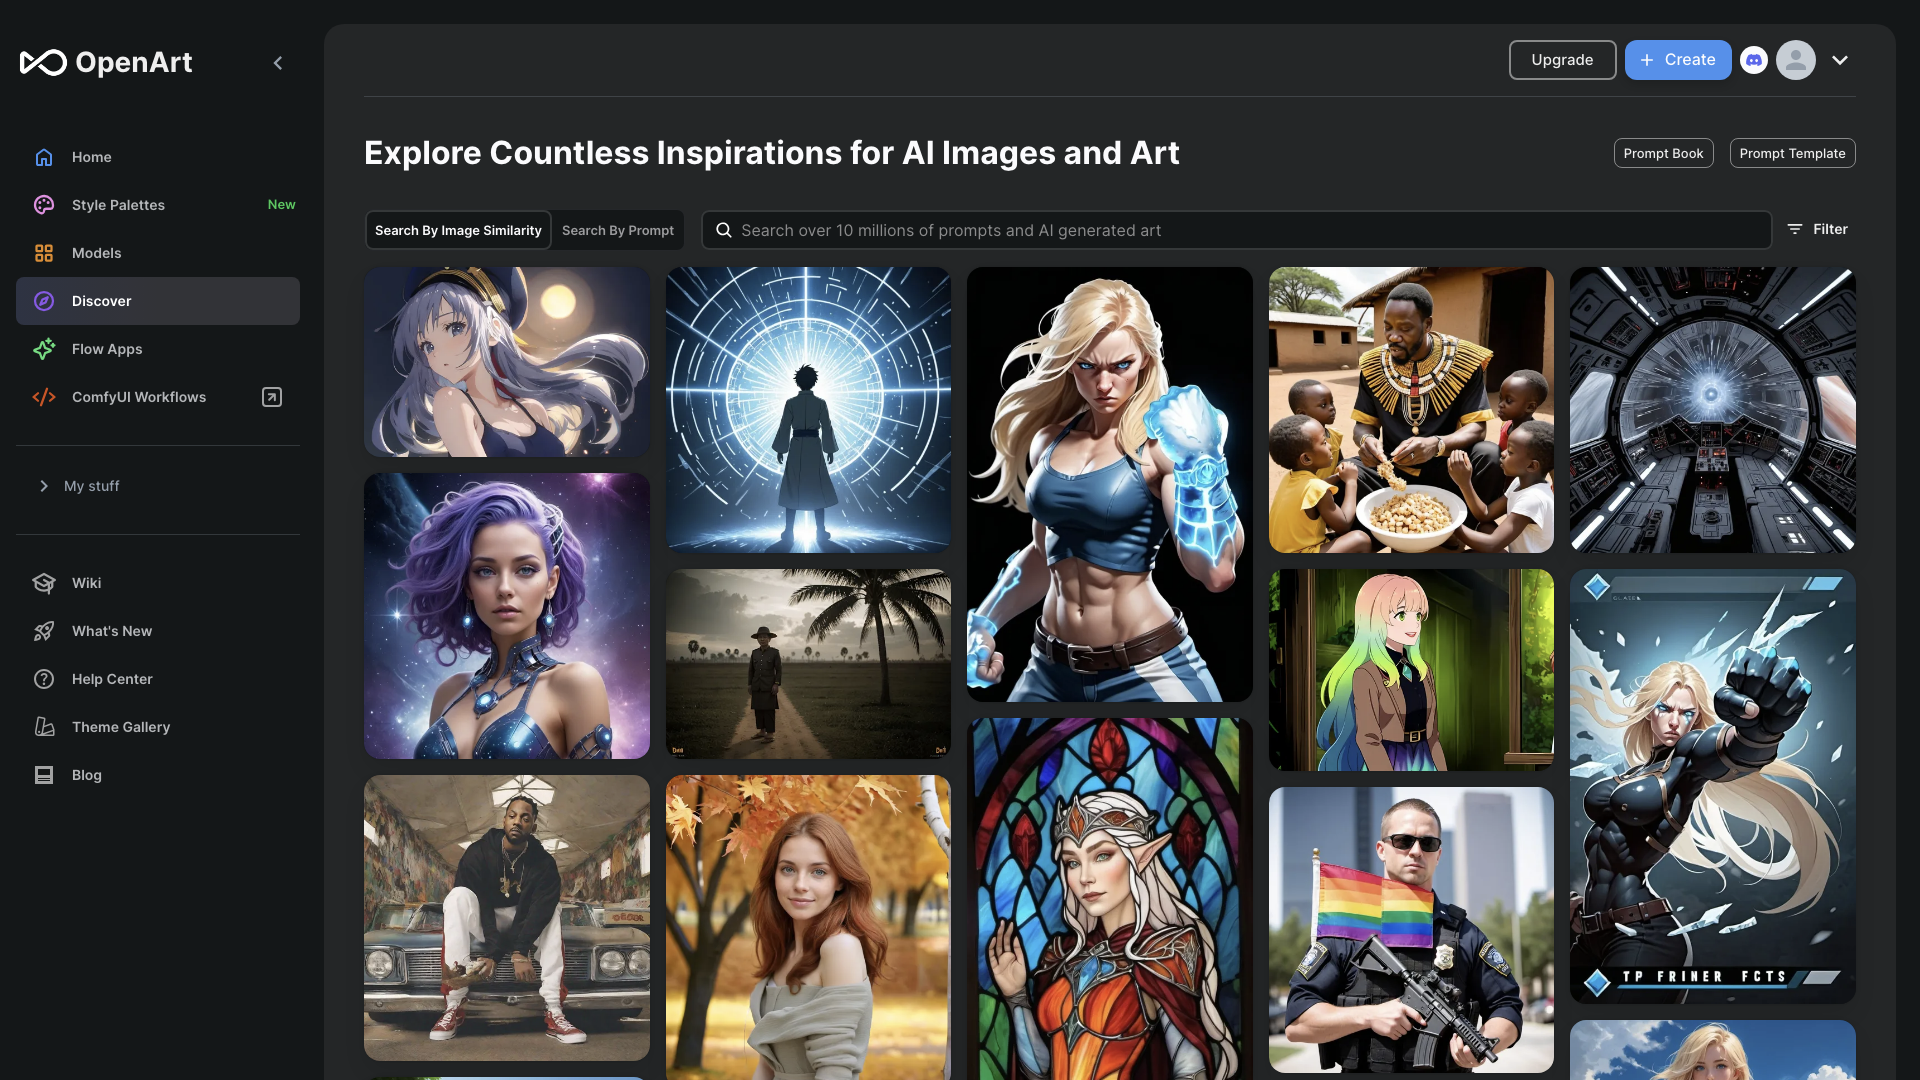 OpenArt
Upgrade
Create
Home
Style Palettes
New
Models
Discover
Flow Apps
ComfyUI Workflows
My stuff
Wiki
What's New
Help Center
Theme Gallery
Blog
Explore Countless Inspirations for AI Images and Art
Prompt Book
Prompt Template
Search By Image Similarity
Search By Prompt
Search over 10 millions of prompts and AI generated art
Filter
TP FRINER FCTS